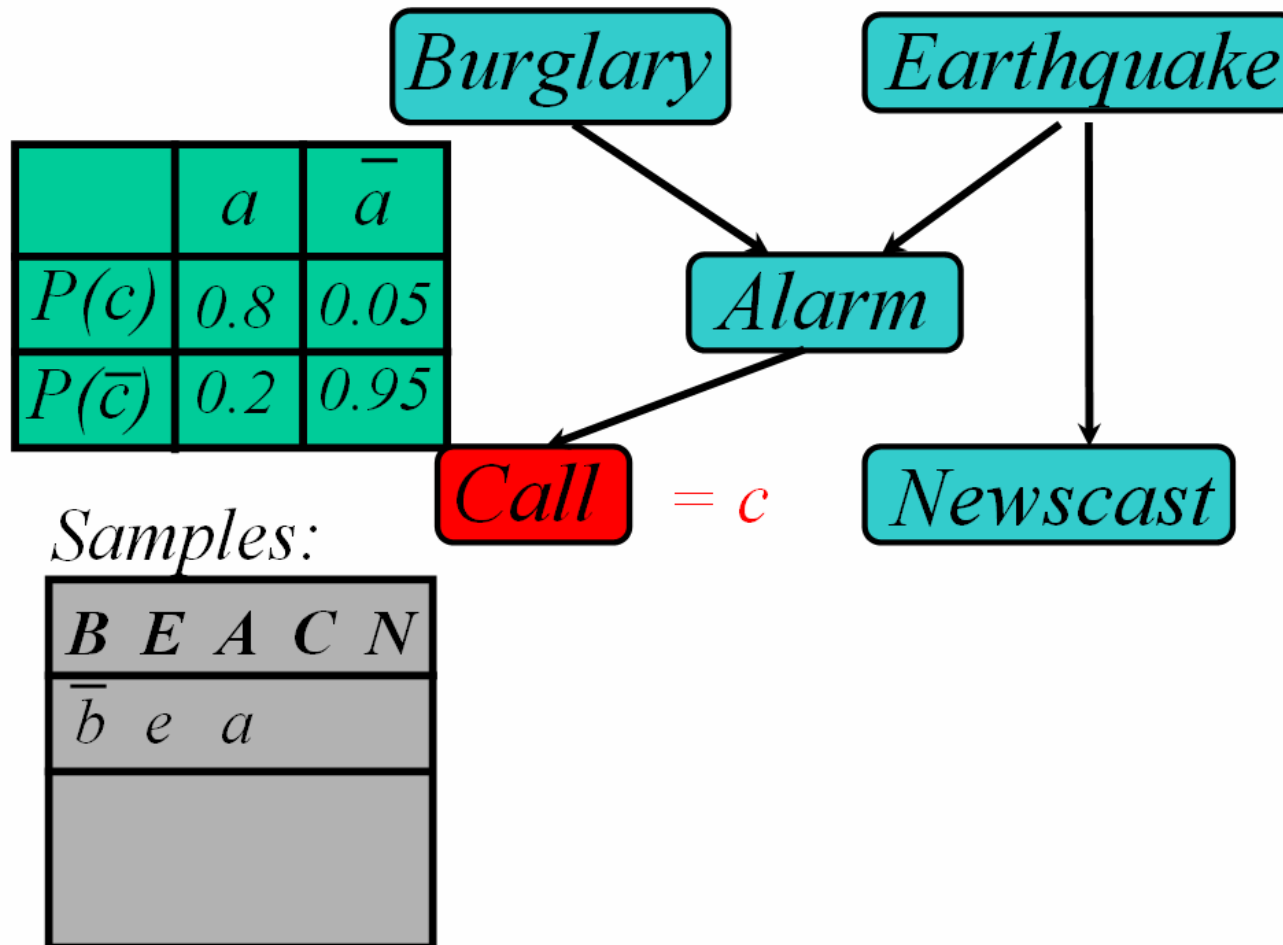 Burglary Earthquake
a a̅
P(c) 0.8 0.05
P(c̅) 0.2 0.95
Alarm
Call = c Newscast
Samples:
B E A C N
b̅ e a